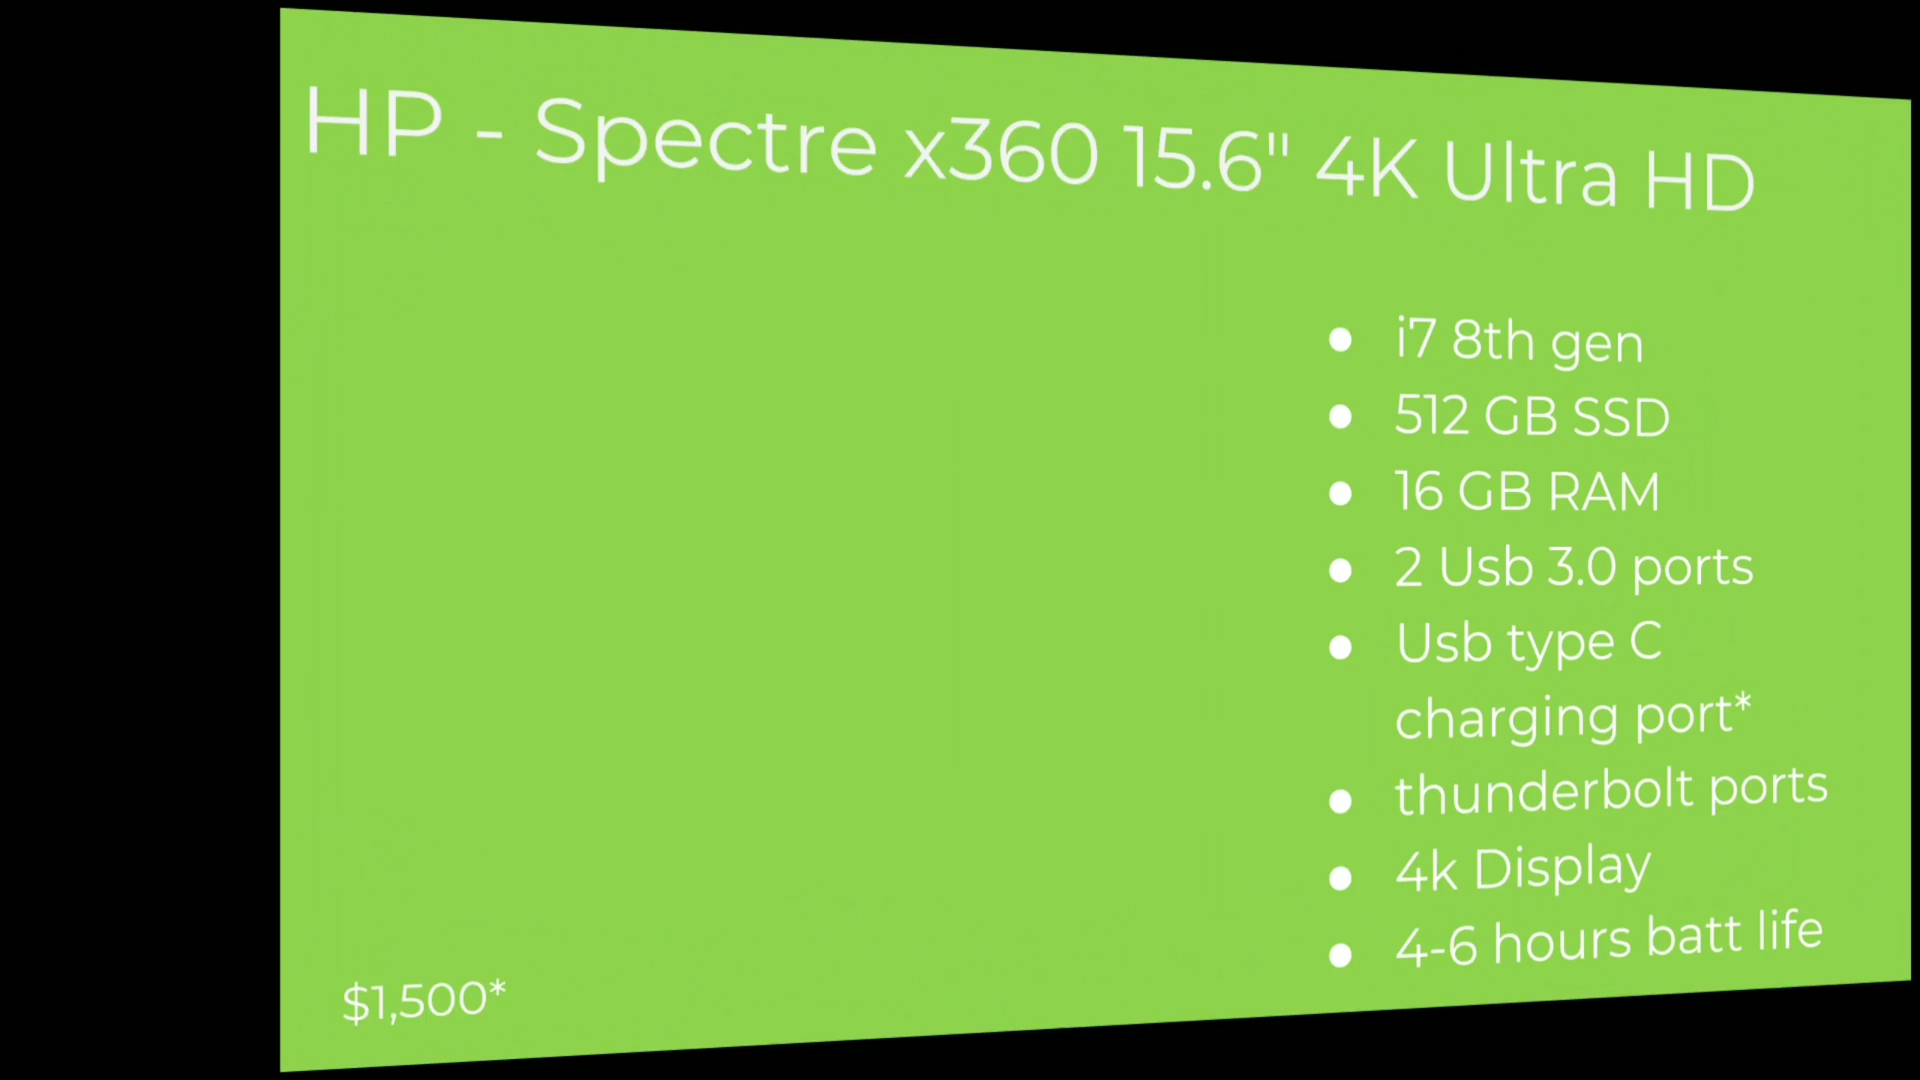 HP - Spectre x360 15.6" 4K Ultra HD
● i7 8th gen
● 512 GB SSD
● 16 GB RAM
● 2 Usb 3.0 ports
● Usb type C
charging port*
● thunderbolt ports
● 4k Display
● 4-6 hours batt life
$1,500*